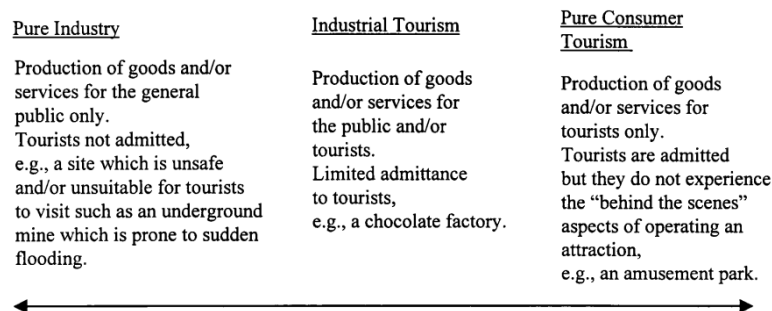 Pure Industry
Production of goods and/or
services for the general
public only.
Tourists not admitted,
e.g., a site which is unsafe
and/or unsuitable for tourists
to visit such as an underground
mine which is prone to sudden
flooding.
Industrial Tourism
Production of goods
and/or services for
the public and/or
tourists.
Limited admittance
to tourists,
e.g., a chocolate factory.
Pure Consumer
Tourism
Production of goods
and/or services for
tourists only.
Tourists are admitted
but they do not experience
the “behind the scenes”
aspects of operating an
attraction,
e.g., an amusement park.